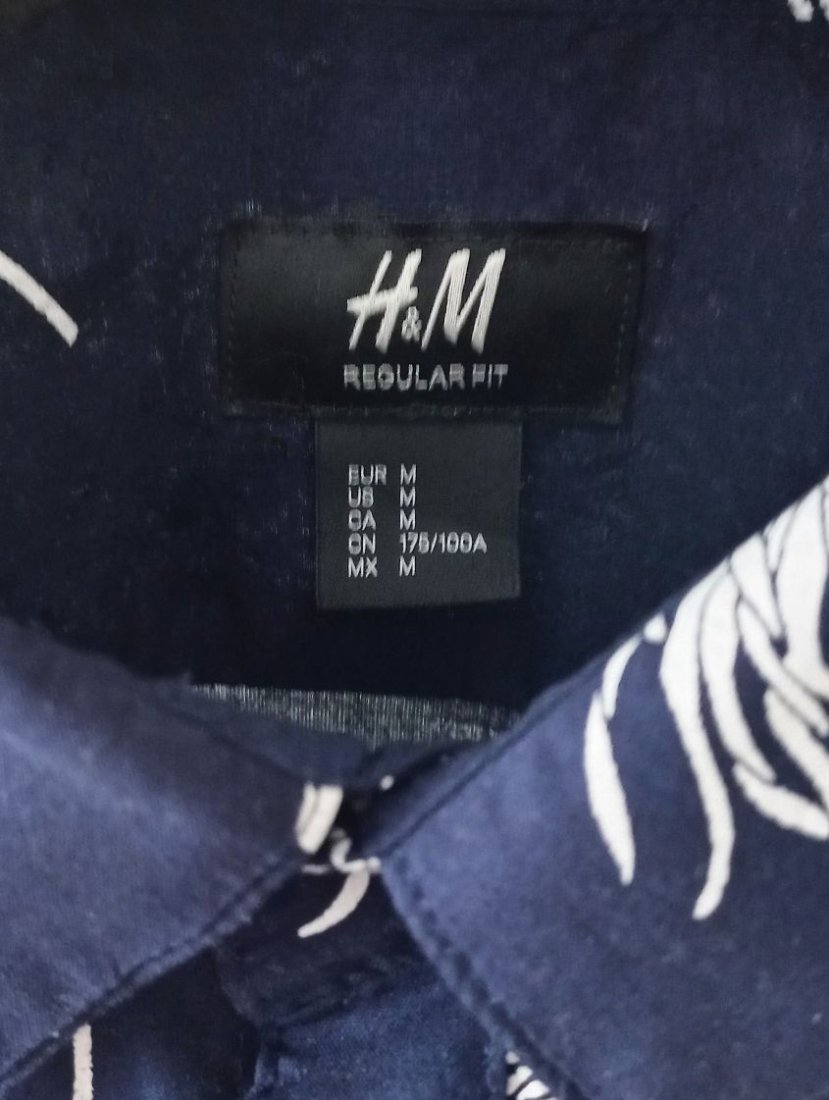 H&M
REGULAR FIT
EUR M
US M
CA M
CN 175/100A
MX M